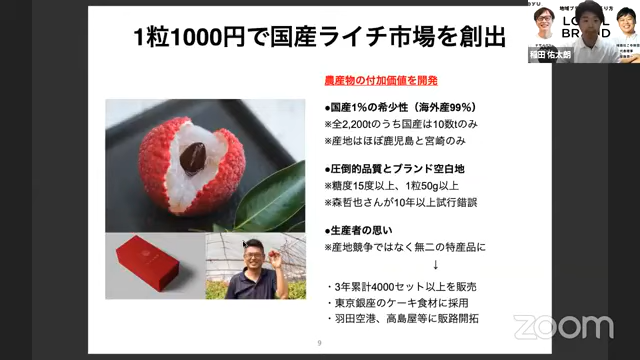 1粒1000円で国産ライチ市場を創出
農産物の付加価値を開発
●国産1%の希少性(海外産99%)
※全2,200tのうち国産は10数tのみ
※産地はほぼ鹿児島と宮崎のみ
●圧倒的品質とブランド空白地
※糖度15度以上、1粒50g以上
※森哲也さんが10年以上試行錯誤
●生産者の思い
※産地競争ではなく無二の特産品に
↓
・3年累計4000セット以上を販売
・東京銀座のケーキ食材に採用
・羽田空港、高島屋等に販路開拓
9
稲田 佑太朗
zoom